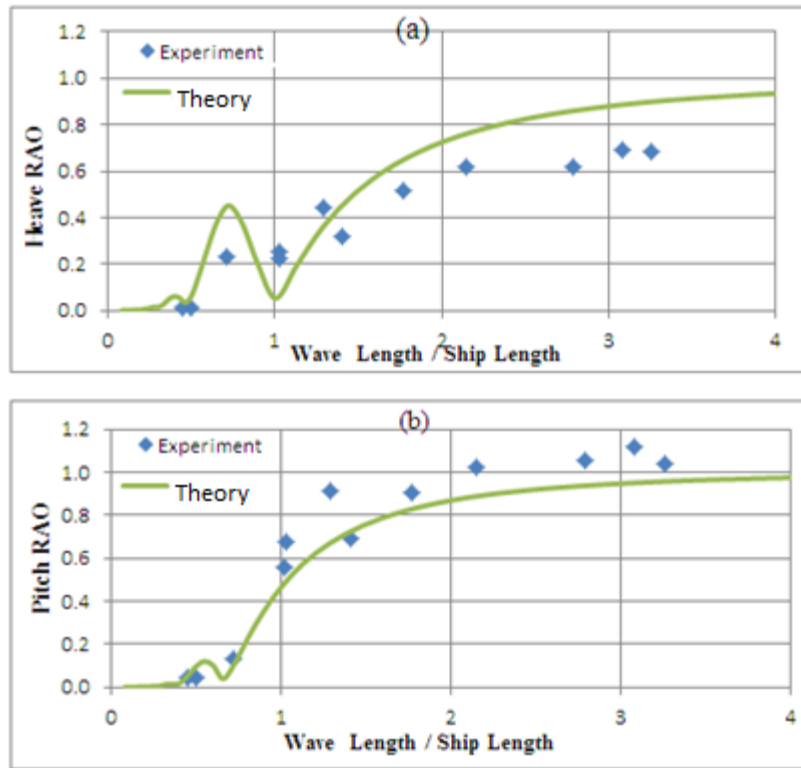 (a)
1.2
1.0
0.8
0.6
0.4
0.2
0.0
Heave RAO
Experiment
Theory
0 1 2 3 4
Wave Length / Ship Length
(b)
1.2
1.0
0.8
0.6
0.4
0.2
0.0
Pitch RAO
Experiment
Theory
0 1 2 3 4
Wave Length / Ship Length